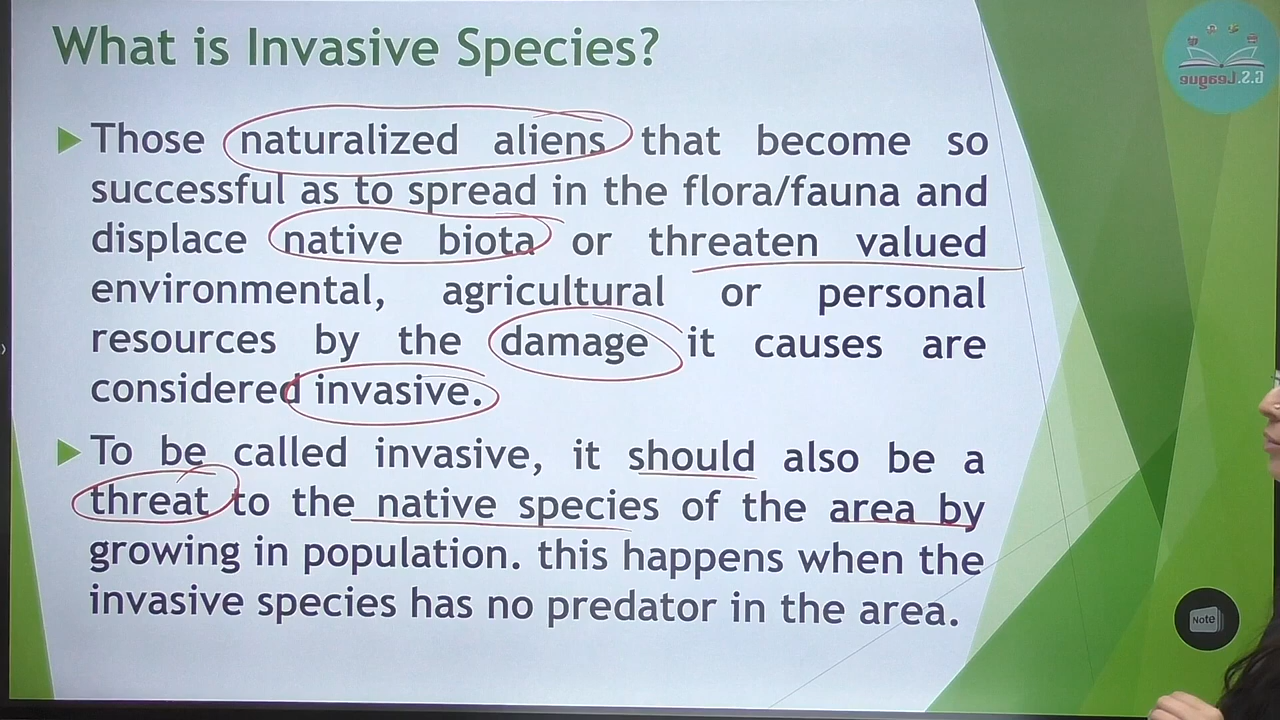 What is Invasive Species?
Those naturalized aliens that become so
successful as to spread in the flora/fauna and
displace native biota or threaten valued
environmental, agricultural or personal
resources by the damage it causes are
considered invasive.
To be called invasive, it should also be a
threat to the native species of the area by
growing in population. this happens when the
invasive species has no predator in the area.
G.S.League
Note